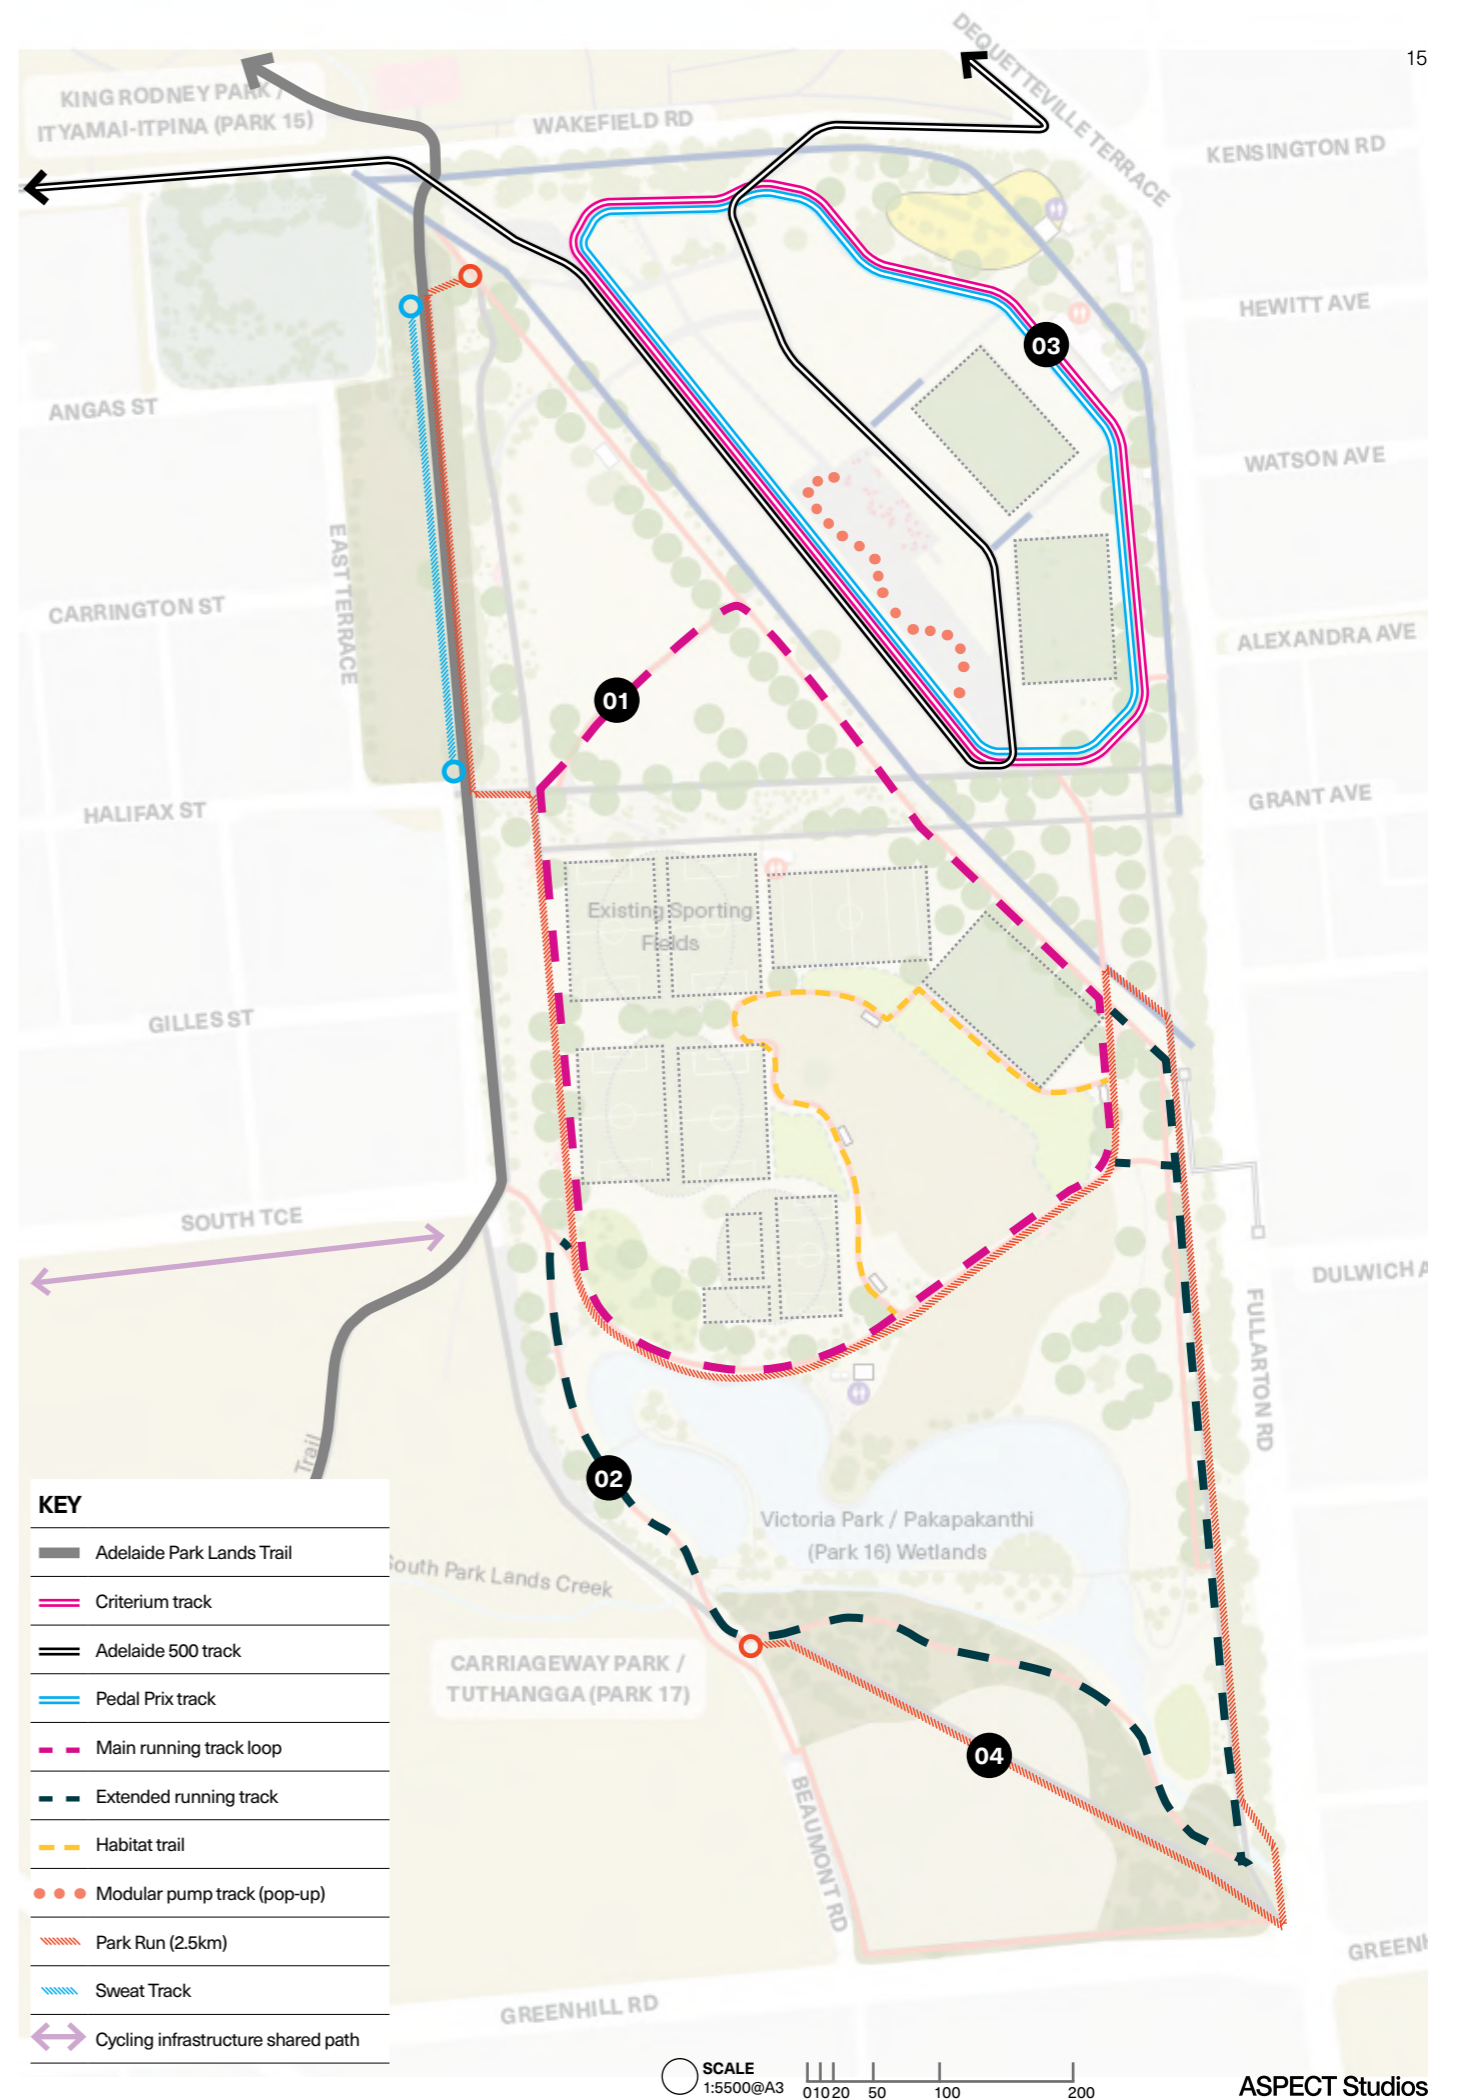 15
DEQUETTEVILLE TERRACE
KING RODNEY PARK /
ITYAMAI-ITPINA (PARK 15)
WAKEFIELD RD
KENSINGTON RD
HEWITT AVE
03
ANGAS ST
WATSON AVE
EAST TERRACE
CARRINGTON ST
ALEXANDRA AVE
01
HALIFAX ST
GRANT AVE
Existing Sporting
Fields
GILLES ST
SOUTH TCE
DULWICH A
FULLARTON RD
Trail
02
Victoria Park / Pakapakanthi
(Park 16) Wetlands
South Park Lands Creek
CARRIAGEWAY PARK /
TUTHANGGA (PARK 17)
04
BEAUMONT RD
GREENH
GREENHILL RD
KEY
Adelaide Park Lands Trail
Criterium track
Adelaide 500 track
Pedal Prix track
Main running track loop
Extended running track
Habitat trail
Modular pump track (pop-up)
Park Run (2.5km)
Sweat Track
Cycling infrastructure shared path
SCALE
1:5500@A3
0 10 20 50 100 200
ASPECT Studios